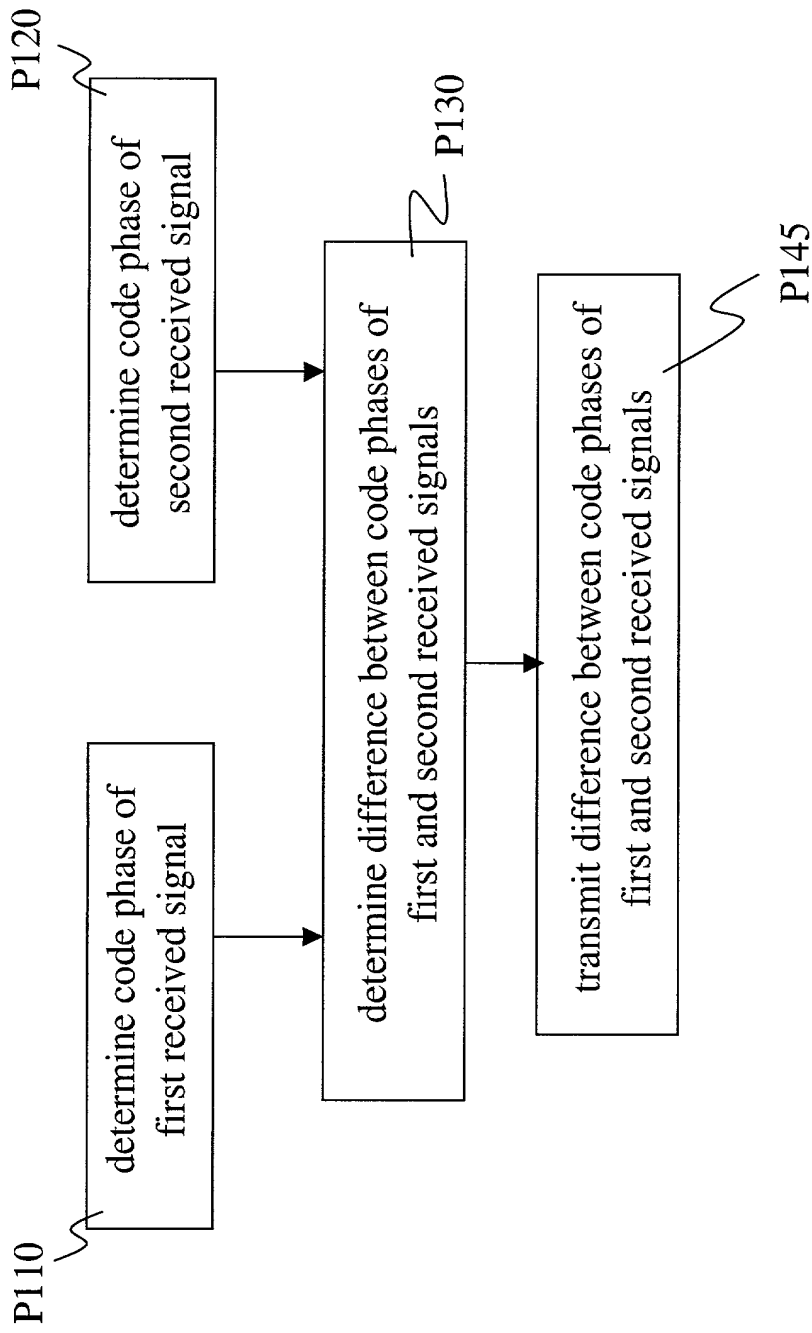 P110
determine code phase of
first received signal
P120
determine code phase of
second received signal
P130
determine difference between code phases of
first and second received signals
P145
transmit difference between code phases of
first and second received signals